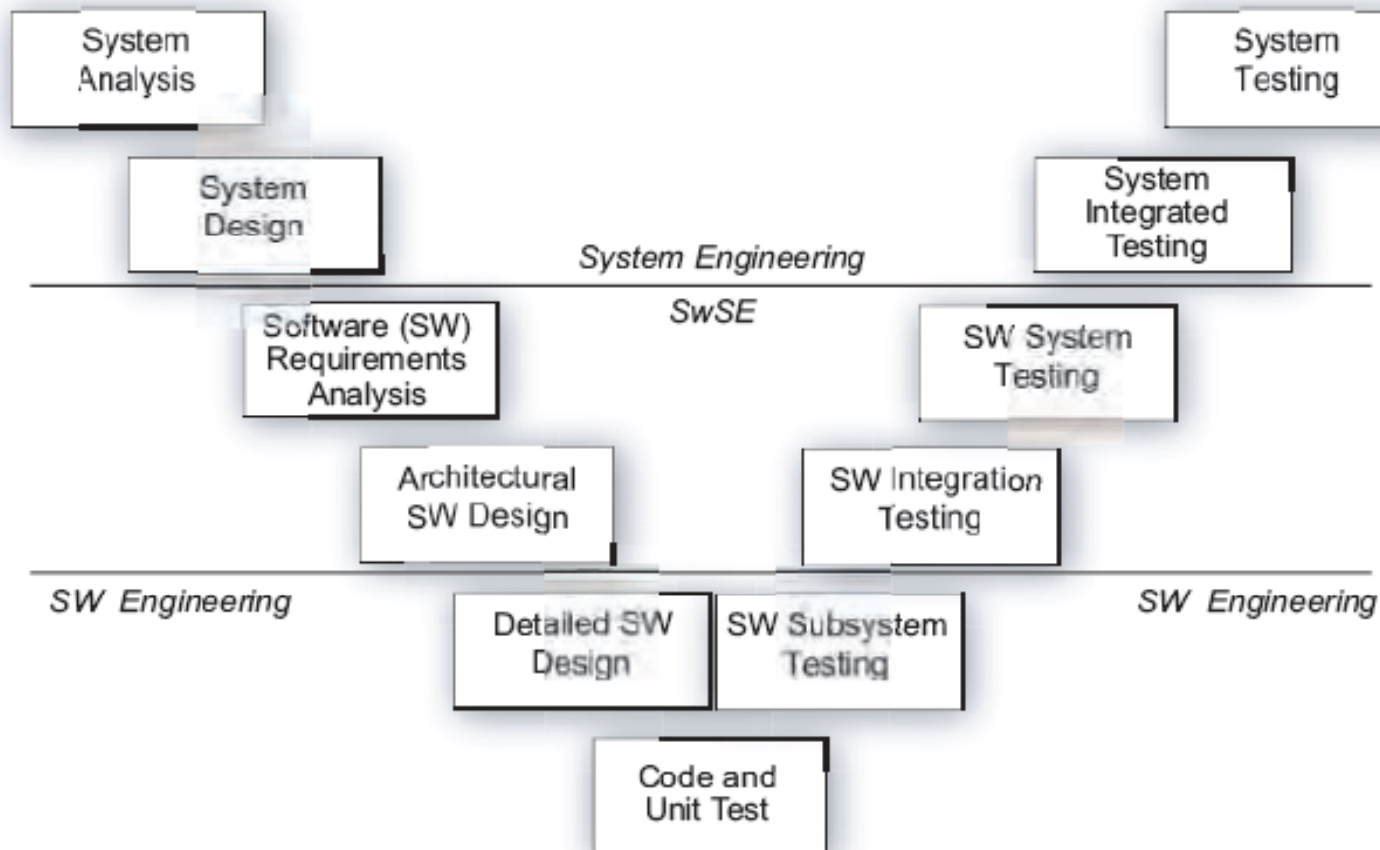 System
Analysis
System
Testing
System
Design
System
Integrated
Testing
System Engineering
SwSE
Software (SW)
Requirements
Analysis
SW System
Testing
Architectural
SW Design
SW Integration
Testing
SW Engineering
SW Engineering
Detailed SW
Design
SW Subsystem
Testing
Code and
Unit Test